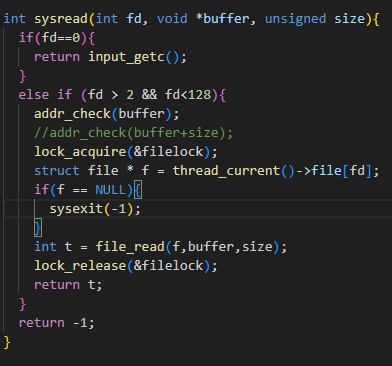 int sysread(int fd, void *buffer, unsigned size){
  if(fd==0){
    return input_getc();
  }
  else if (fd > 2 && fd<128){
    addr_check(buffer);
    //addr_check(buffer+size);
    lock_acquire(&filelock);
    struct file * f = thread_current()->file[fd];
    if(f == NULL){
      sysexit(-1);
    }
    int t = file_read(f,buffer,size);
    lock_release(&filelock);
    return t;
  }
  return -1;
}